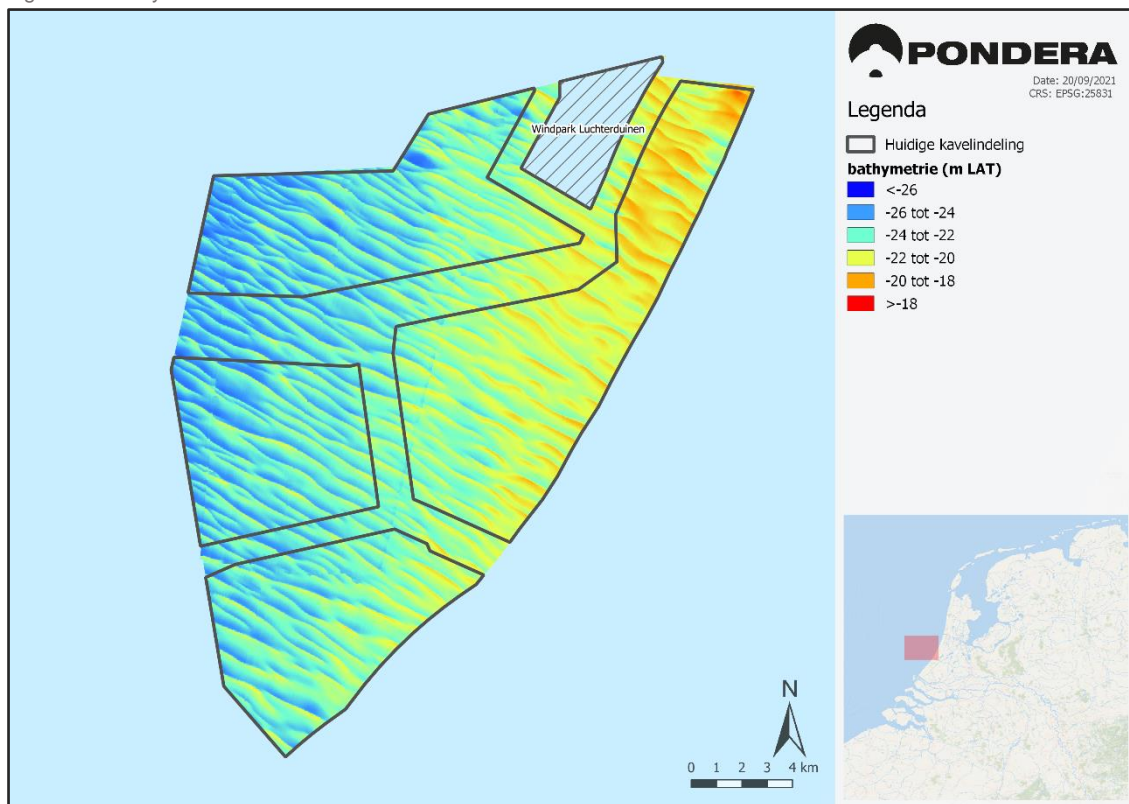 PONDERA
Date: 20/09/2021
CRS: EPSG:25831
Legenda
Huidige kavelindeling
bathymetrie (m LAT)
<-26
-26 tot -24
-24 tot -22
-22 tot -20
-20 tot -18
>-18
Windpark Luchterduinen
N
0 1 2 3 4 km